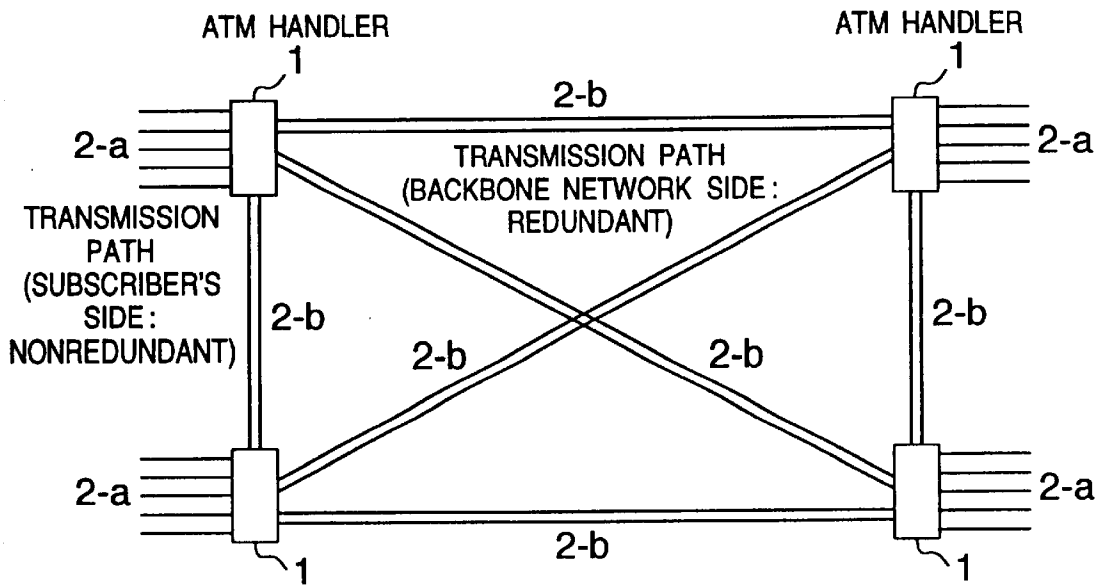 ATM HANDLER
1
ATM HANDLER
1
2-b
2-a
2-a
TRANSMISSION PATH
(BACKBONE NETWORK SIDE:
REDUNDANT)
TRANSMISSION
PATH
(SUBSCRIBER'S
SIDE:
NONREDUNDANT)
2-b
2-b
2-b
2-b
2-a
2-a
2-b
1
1